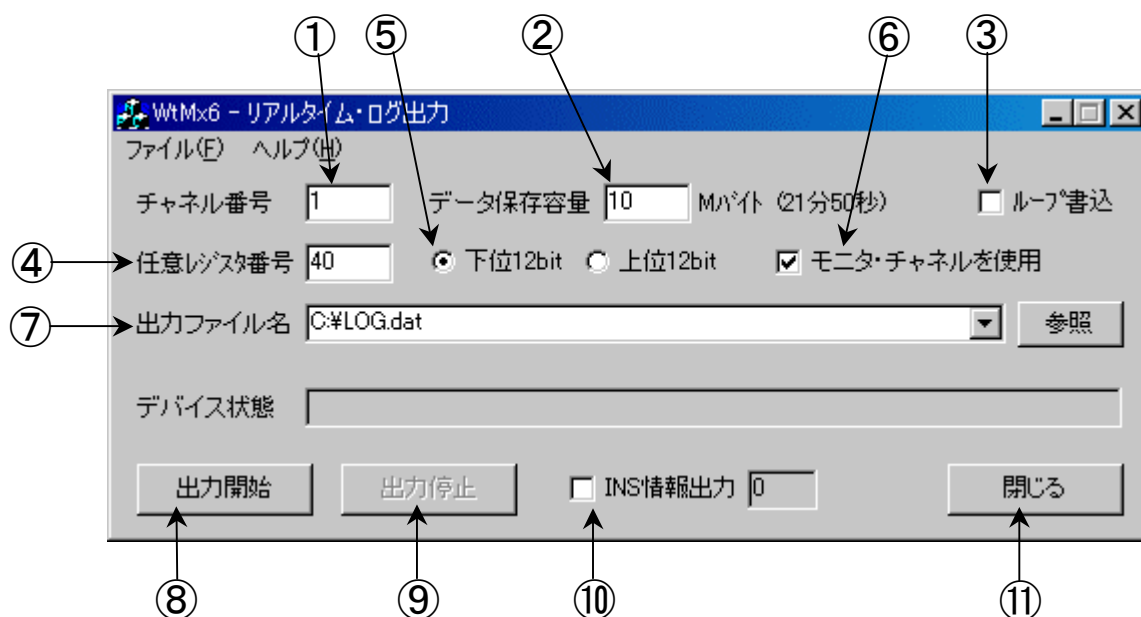 ① ⑤ ② ⑥ ③
WtMx6 - リアルタイム・ログ出力
ファイル(F) ヘルプ(H)
チャネル番号 1 データ保存容量 10 Mバイト (21分50秒) ループ書込
④ 任意レジスタ番号 40 下位12bit 上位12bit モニタ・チャネルを使用
⑦ 出力ファイル名 C:¥LOG.dat 参照
デバイス状態
出力開始 出力停止 INS情報出力 0 閉じる
⑧ ⑨ ⑩ ⑪